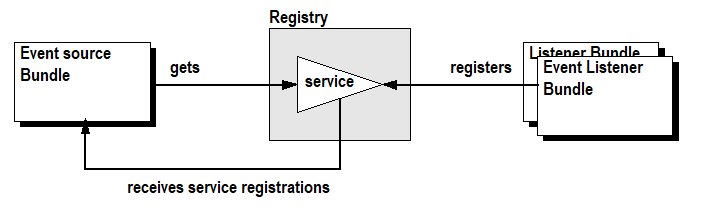 Registry
Event source
Bundle
gets
service
registers
Listener Bundle
Event Listener
Bundle
receives service registrations